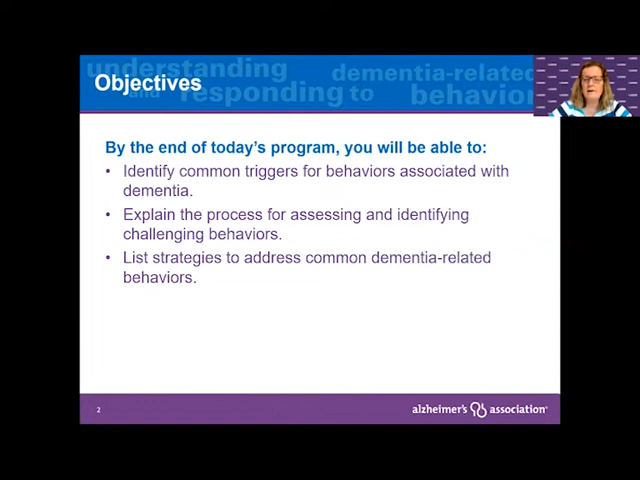 understanding
dementia-related
Objectives
and responding to behavior
By the end of today's program, you will be able to:
• Identify common triggers for behaviors associated with
dementia.
• Explain the process for assessing and identifying
challenging behaviors.
• List strategies to address common dementia-related
behaviors.
2
alzheimer's association®